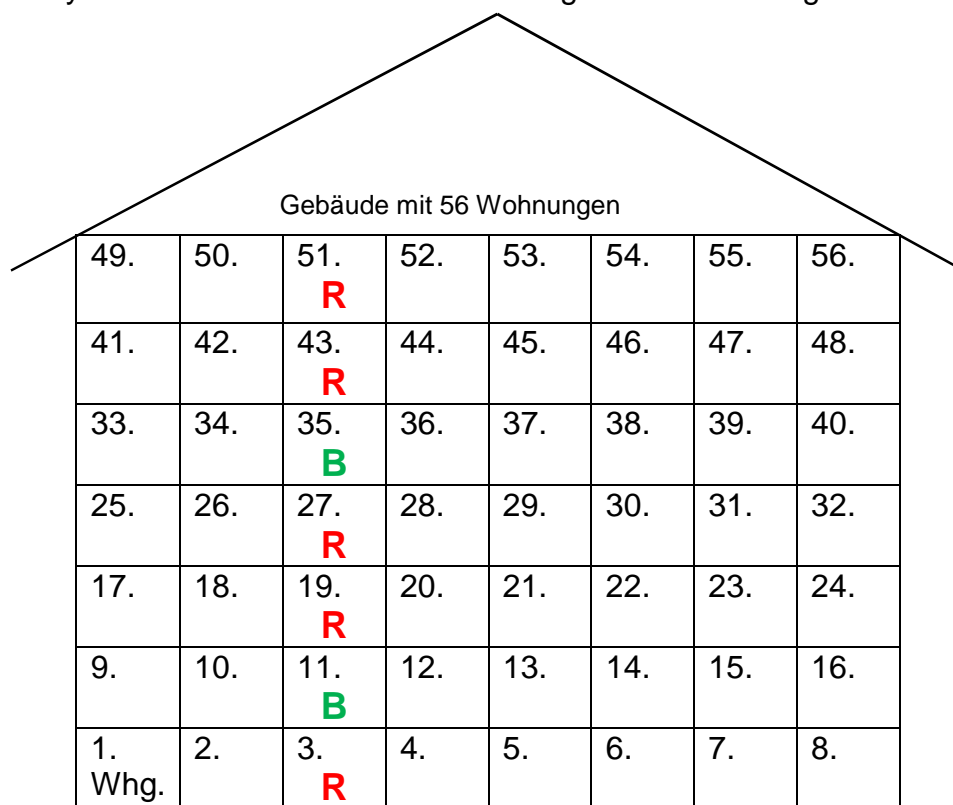 Gebäude mit 56 Wohnungen
49. 50. 51. 52. 53. 54. 55. 56.
R
41. 42. 43. 44. 45. 46. 47. 48.
R
33. 34. 35. 36. 37. 38. 39. 40.
B
25. 26. 27. 28. 29. 30. 31. 32.
R
17. 18. 19. 20. 21. 22. 23. 24.
R
9. 10. 11. 12. 13. 14. 15. 16.
B
1. 2. 3. 4. 5. 6. 7. 8.
Whg. R